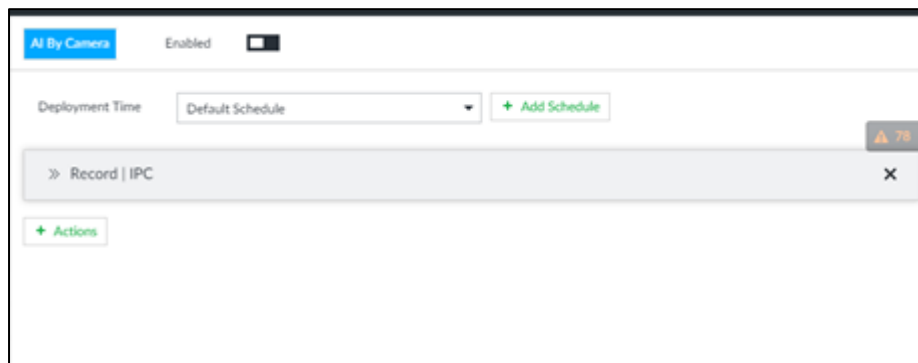 AI By Camera Enabled
Deployment Time Default Schedule + Add Schedule
78
Record | IPC
+ Actions